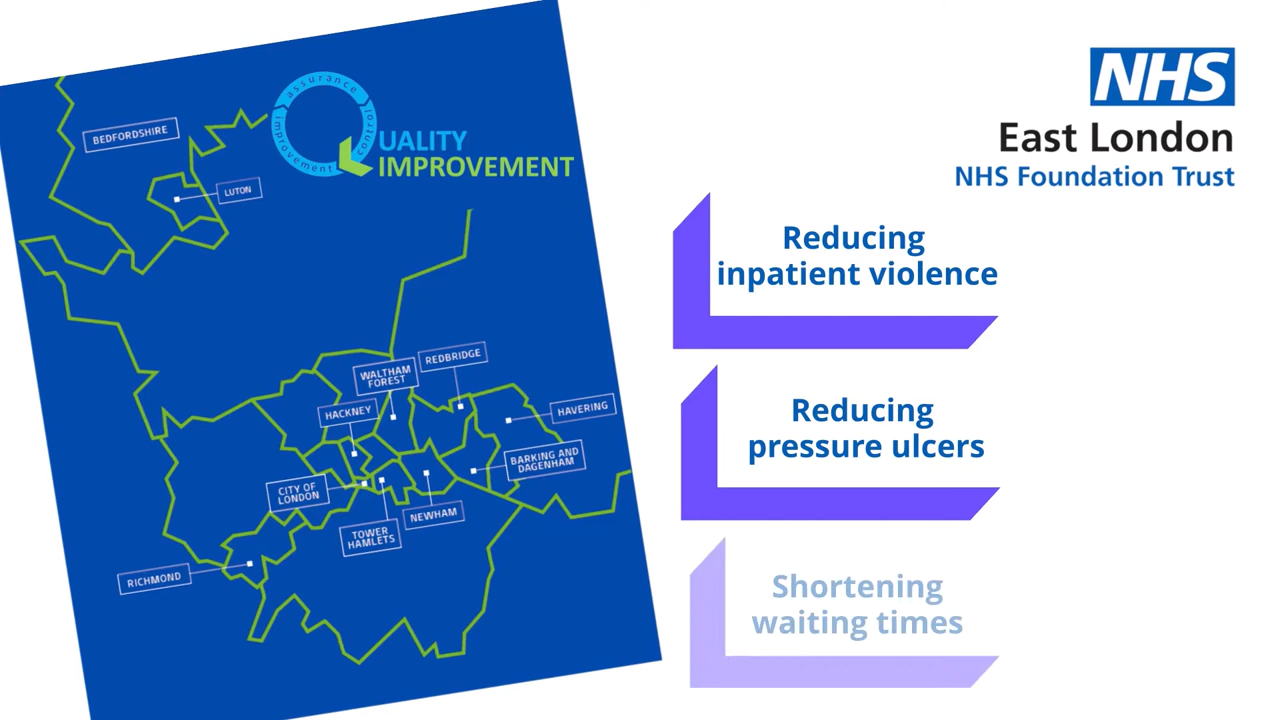 BEDFORDSHIRE
LUTON
assurance
control
improvement
QUALITY
IMPROVEMENT
WALTHAM
FOREST
REDBRIDGE
HACKNEY
HAVERING
BARKING AND
DAGENHAM
CITY OF
LONDON
NEWHAM
TOWER
HAMLETS
RICHMOND
NHS
East London
NHS Foundation Trust
Reducing
inpatient violence
Reducing
pressure ulcers
Shortening
waiting times